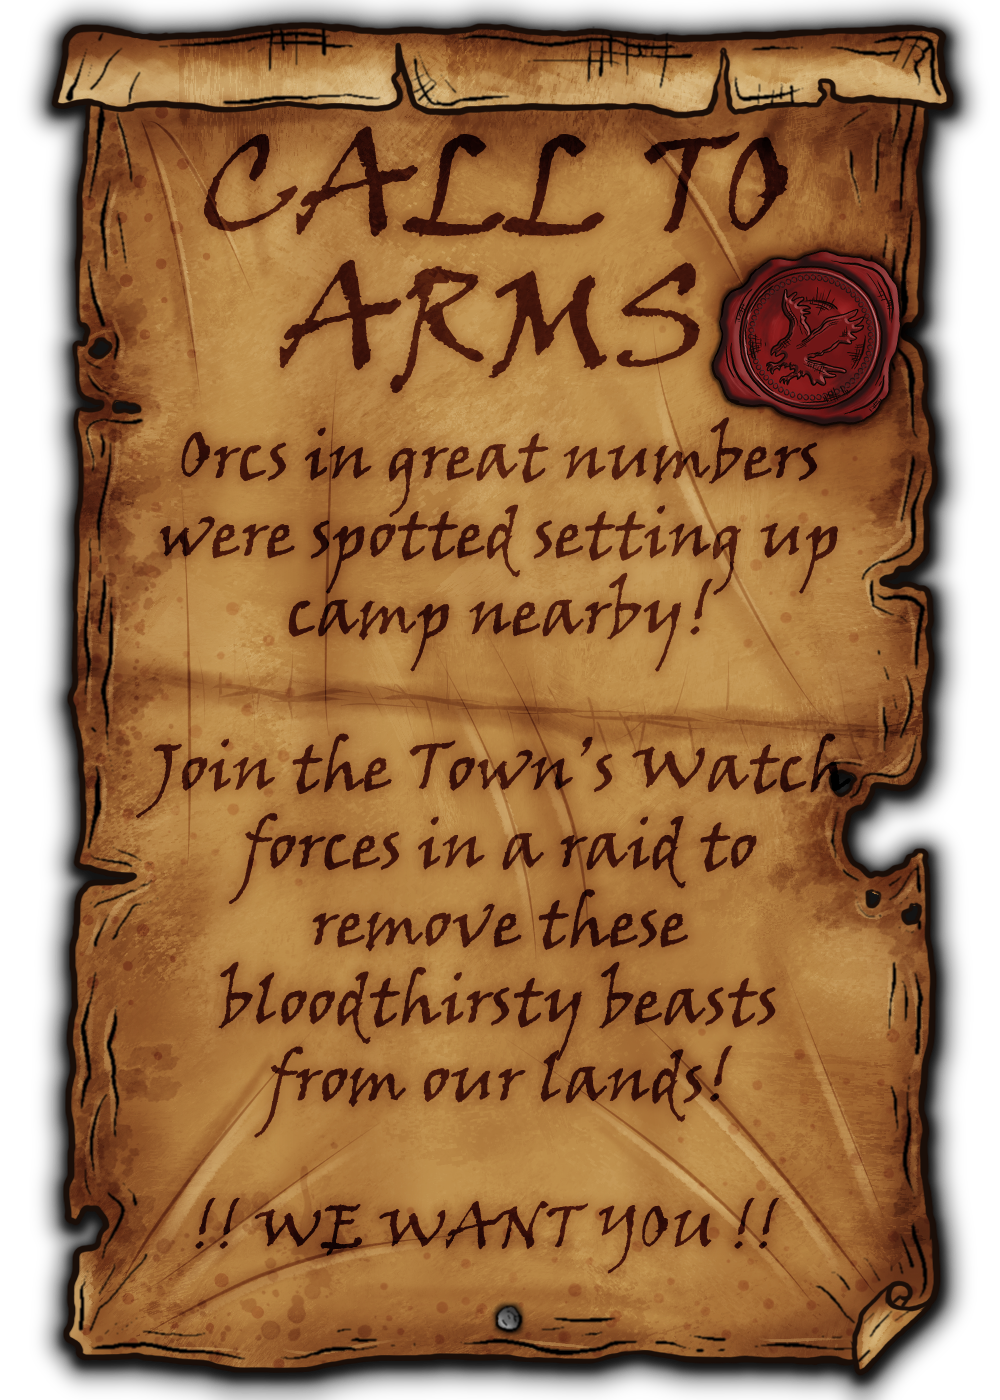 CALL TO
ARMS
Orcs in great numbers
were spotted setting up
camp nearby!
Join the Town's Watch
forces in a raid to
remove these
bloodthirsty beasts
from our lands!
!! WE WANT YOU !!